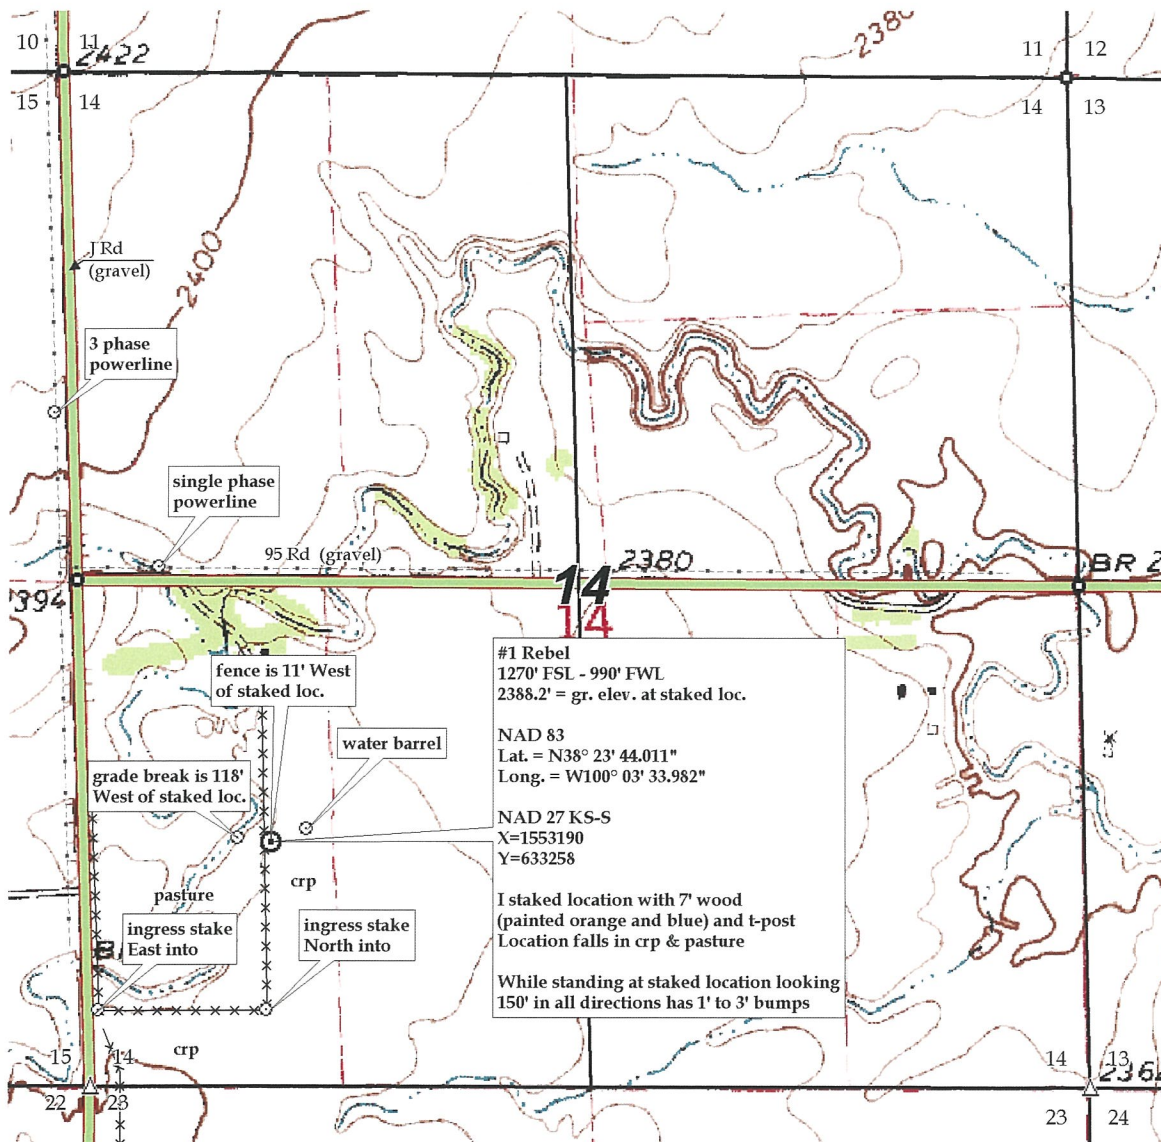 10
11
2422
2380
11
12
15
14
14
13
J Rd
(gravel)
2400
3 phase
powerline
single phase
powerline
95 Rd (gravel)
2380
14
14
BR 2
394
#1 Rebel
1270' FSL - 990' FWL
2388.2' = gr. elev. at staked loc.
NAD 83
Lat. = N38° 23' 44.011"
Long. = W100° 03' 33.982"
NAD 27 KS-S
X=1553190
Y=633258
I staked location with 7' wood
(painted orange and blue) and t-post
Location falls in crp & pasture
While standing at staked location looking
150' in all directions has 1' to 3' bumps
fence is 11' West
of staked loc.
water barrel
grade break is 118'
West of staked loc.
crp
pasture
ingress stake
East into
ingress stake
North into
B
crp
15
14
14
13
2362
22
23
23
24